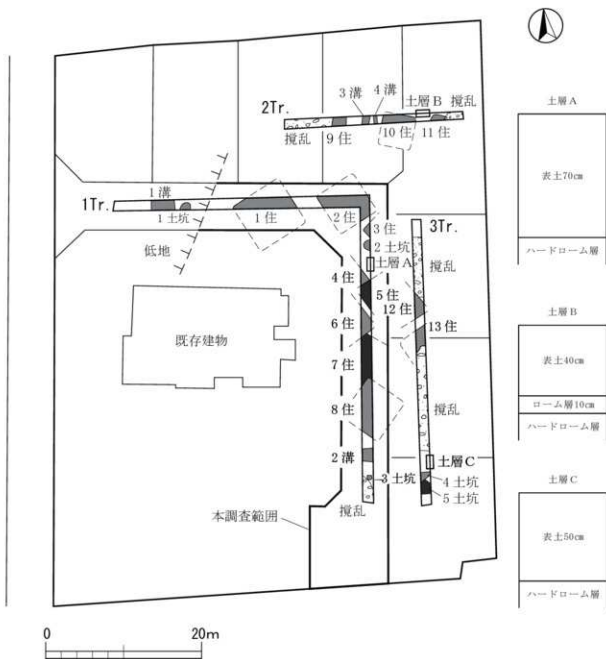 3溝
4溝
土層B
撹乱
2Tr.
撹乱
9住
10住
11住
1溝
1Tr.
1土坑
1住
2住
低地
3住
2土坑
土層A
4住
5住
6住
7住
8住
2溝
3土坑
撹乱
3Tr.
撹乱
12住
13住
撹乱
土層C
4土坑
5土坑
既存建物
本調査範囲
0
20m
土層A
表土70㎝
ハードローム層
土層B
表土40㎝
ローム層10㎝
ハードローム層
土層C
表土50㎝
ハードローム層